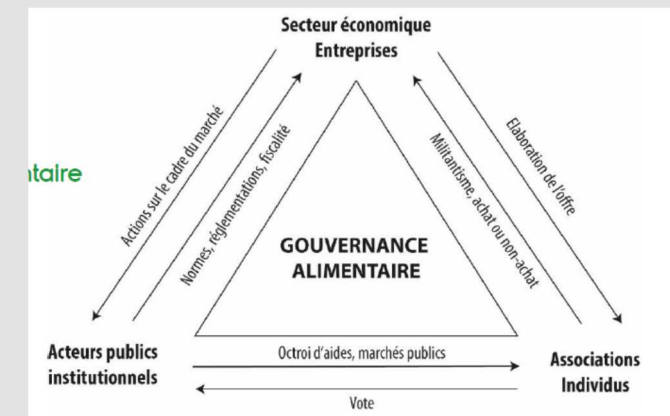 Secteur économique
Entreprises
Actions sur le cadre du marché
Normes, réglementations, fiscalité
Militantisme, achat ou non-achat
Elaboration de l'offre
ntaire
GOUVERNANCE
ALIMENTAIRE
Acteurs publics
institutionnels
Octroi d'aides, marchés publics
Vote
Associations
Individus